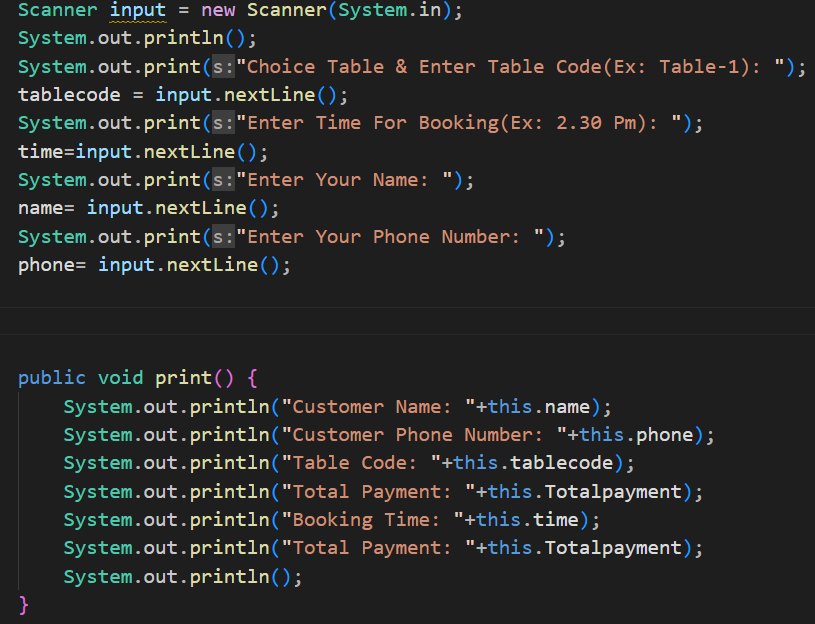 Scanner input = new Scanner(System.in);
System.out.println();
System.out.print(s:"Choice Table & Enter Table Code(Ex: Table-1): ");
tablecode = input.nextLine();
System.out.print(s:"Enter Time For Booking(Ex: 2.30 Pm): ");
time=input.nextLine();
System.out.print(s:"Enter Your Name: ");
name= input.nextLine();
System.out.print(s:"Enter Your Phone Number: ");
phone= input.nextLine();
public void print() {
    System.out.println("Customer Name: "+this.name);
    System.out.println("Customer Phone Number: "+this.phone);
    System.out.println("Table Code: "+this.tablecode);
    System.out.println("Total Payment: "+this.Totalpayment);
    System.out.println("Booking Time: "+this.time);
    System.out.println("Total Payment: "+this.Totalpayment);
    System.out.println();
}